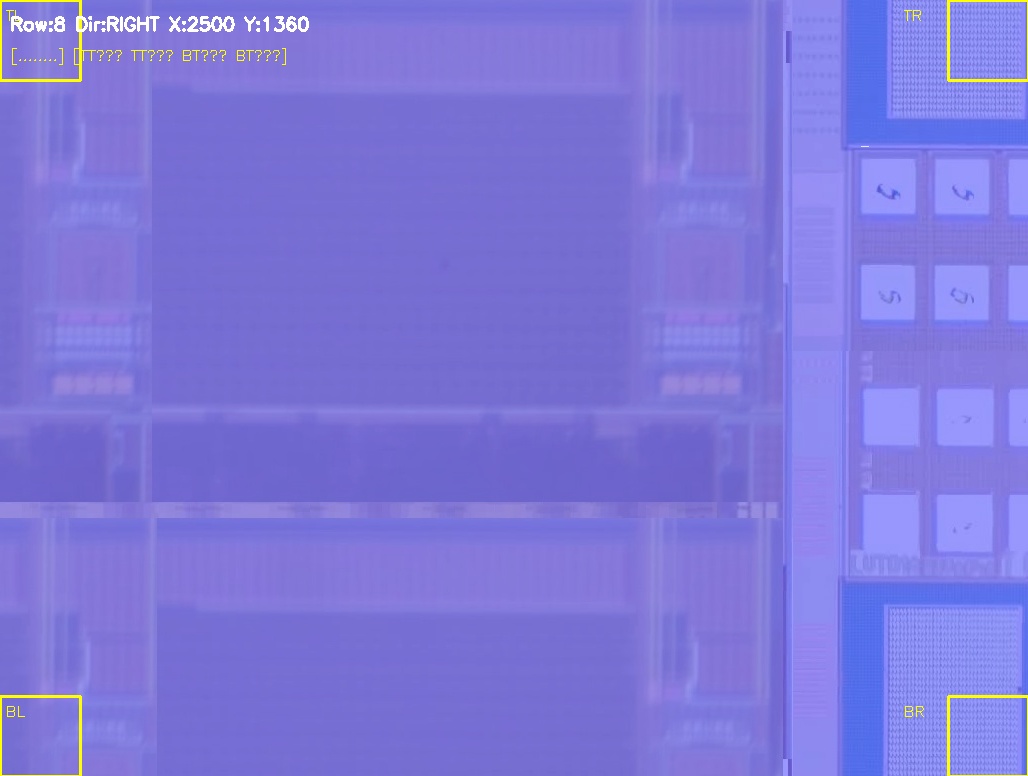 TL
TR
Row:8 Dir:RIGHT X:2500 Y:1360
[........] [TT??? TT??? BT??? BT???]
BL
BR